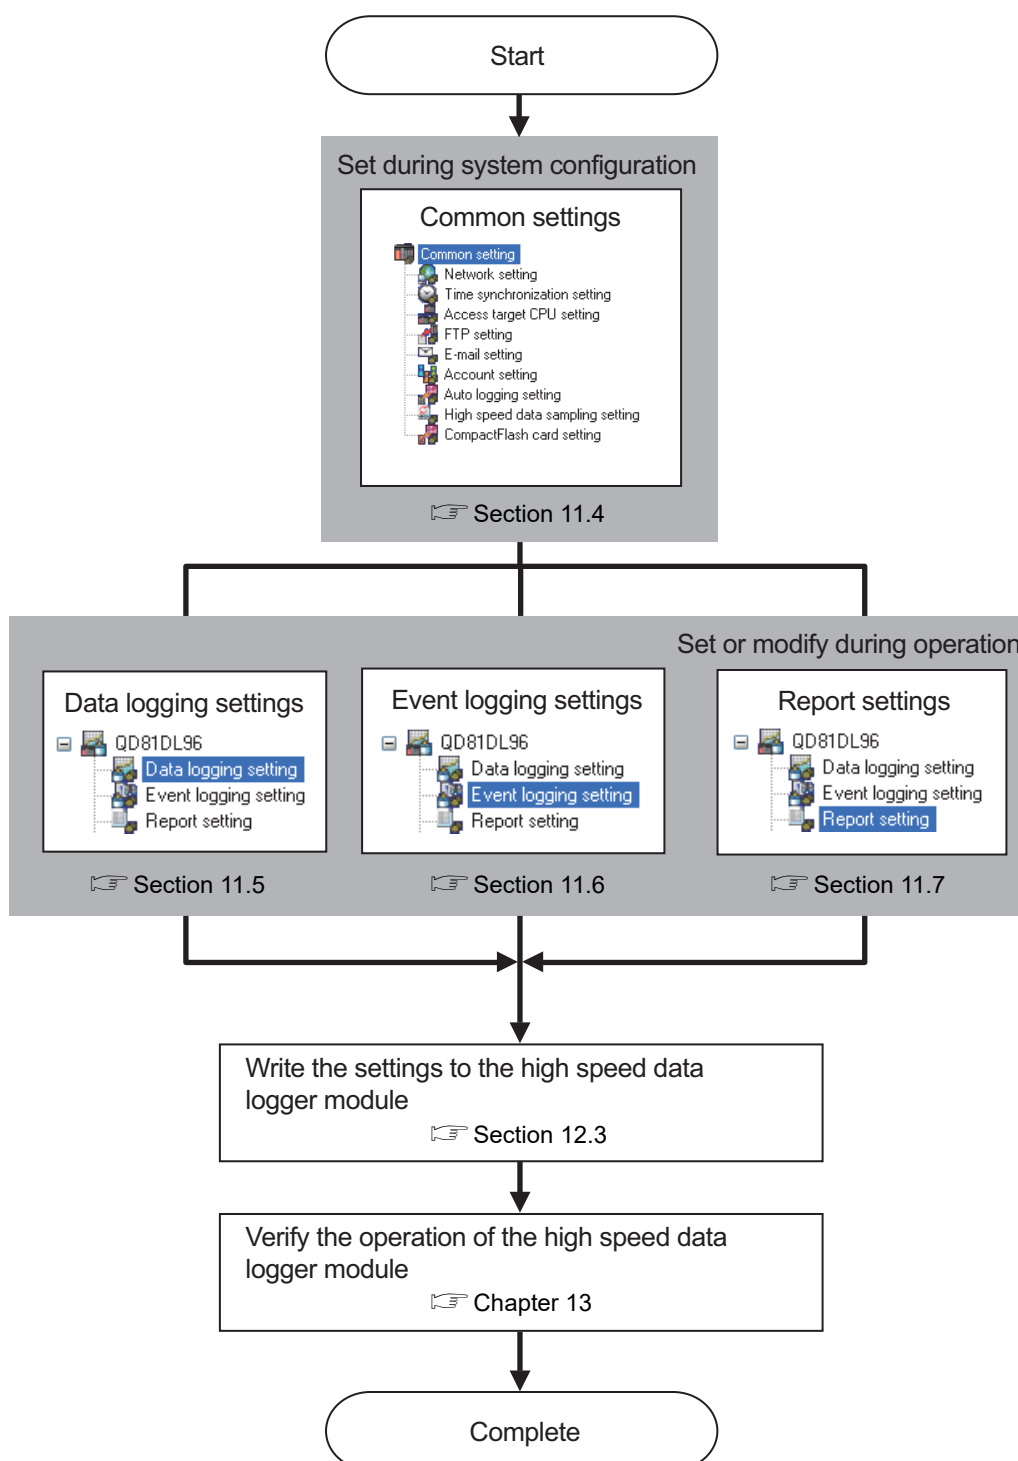 Start
Set during system configuration
Common settings
Common setting
Network setting
Time synchronization setting
Access target CPU setting
FTP setting
E-mail setting
Account setting
Auto logging setting
High speed data sampling setting
CompactFlash card setting
Section 11.4
Set or modify during operation
Data logging settings
QD81DL96
Data logging setting
Event logging setting
Report setting
Section 11.5
Event logging settings
QD81DL96
Data logging setting
Event logging setting
Report setting
Section 11.6
Report settings
QD81DL96
Data logging setting
Event logging setting
Report setting
Section 11.7
Write the settings to the high speed data
logger module
Section 12.3
Verify the operation of the high speed data
logger module
Chapter 13
Complete